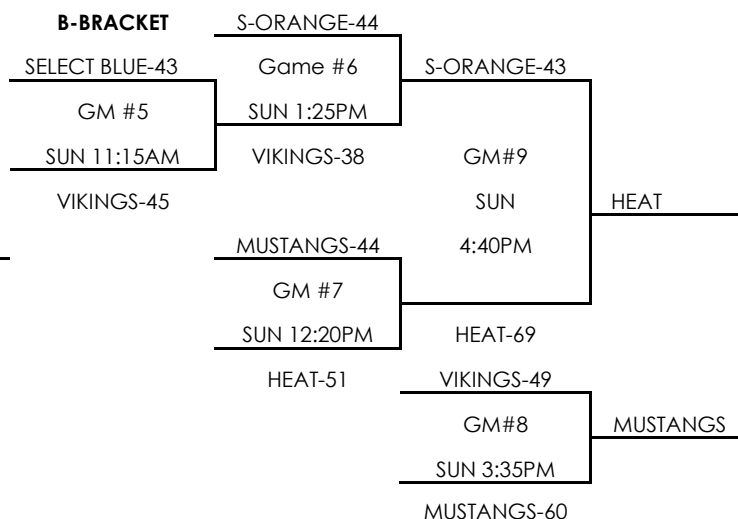 B-BRACKET
S-ORANGE-44
SELECT BLUE-43
Game #6
S-ORANGE-43
GM #5
SUN 1:25PM
SUN 11:15AM
VIKINGS-38
GM#9
VIKINGS-45
SUN
HEAT
MUSTANGS-44
4:40PM
GM #7
SUN 12:20PM
HEAT-69
HEAT-51
VIKINGS-49
GM#8
MUSTANGS
SUN 3:35PM
MUSTANGS-60